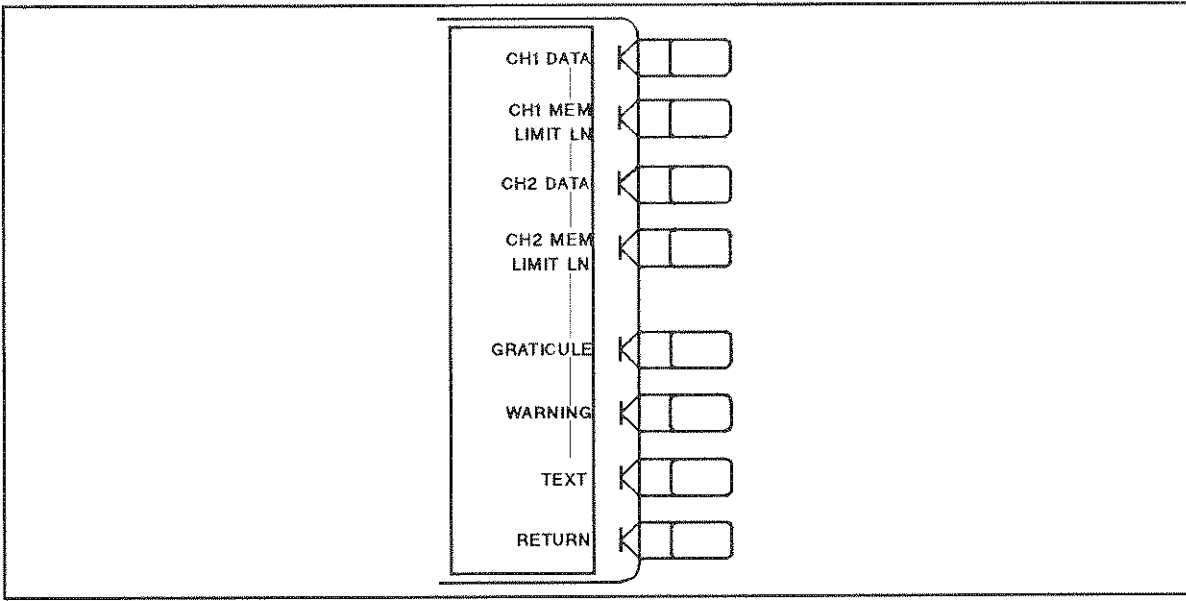 CH1 DATA
CH1 MEM
LIMIT LN
CH2 DATA
CH2 MEM
LIMIT LN
GRATICULE
WARNING
TEXT
RETURN